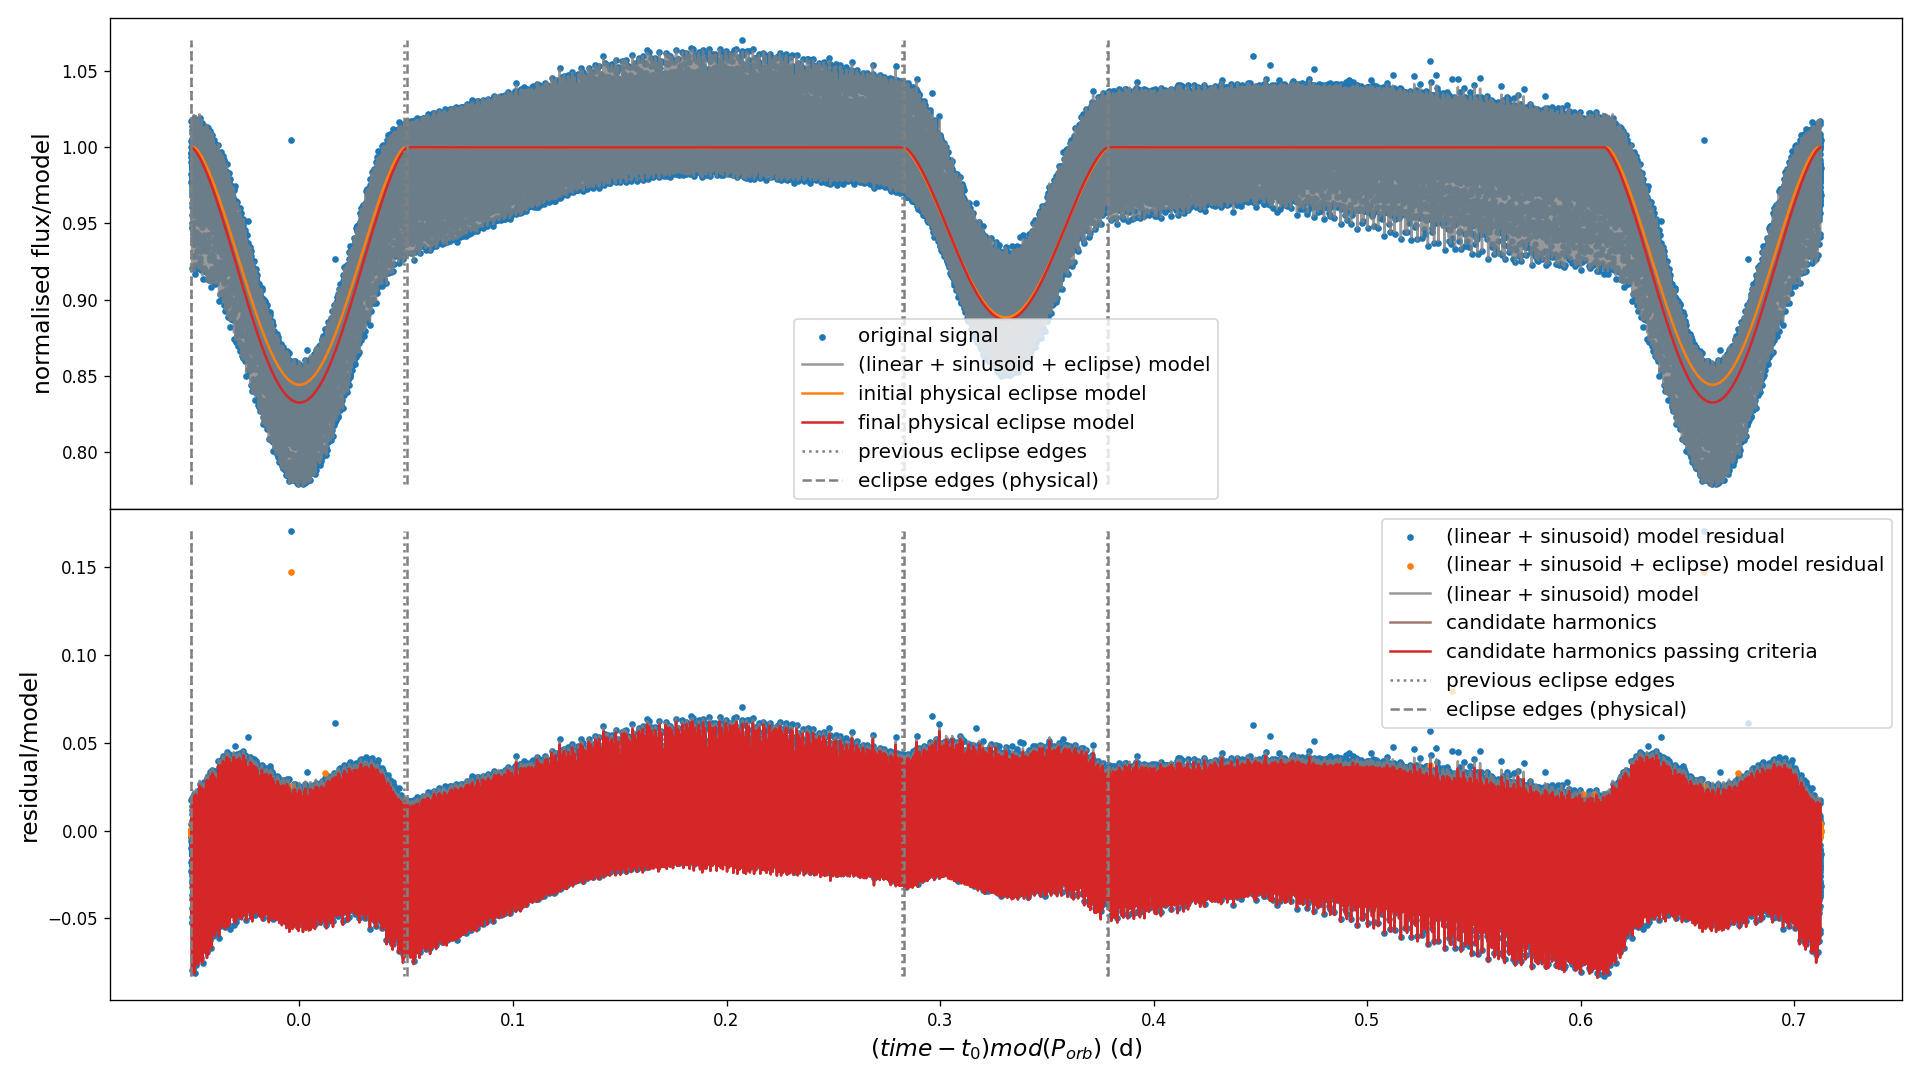 normalised flux/model
1.05
1.00
0.95
0.90
0.85
0.80
original signal
(linear + sinusoid + eclipse) model
initial physical eclipse model
final physical eclipse model
previous eclipse edges
eclipse edges (physical)
residual/model
0.15
0.10
0.05
0.00
−0.05
(linear + sinusoid) model residual
(linear + sinusoid + eclipse) model residual
(linear + sinusoid) model
candidate harmonics
candidate harmonics passing criteria
previous eclipse edges
eclipse edges (physical)
0.0 0.1 0.2 0.3 0.4 0.5 0.6 0.7
(time − t₀)mod(Pₒᵣᵦ) (d)